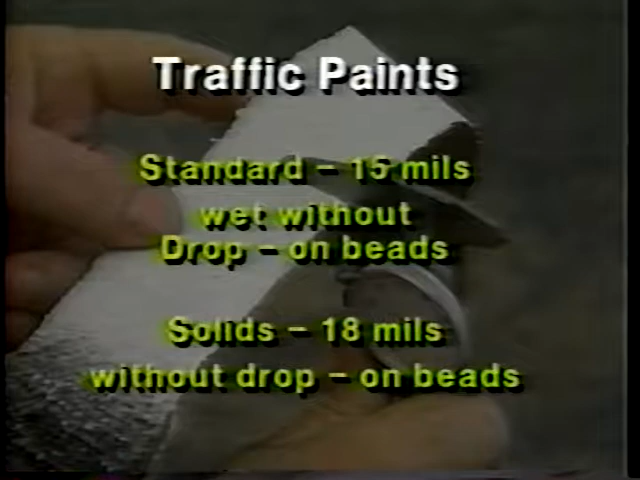 Traffic Paints
Standard – 15 mils
wet without
Drop – on beads
Solids – 18 mils
without drop – on beads